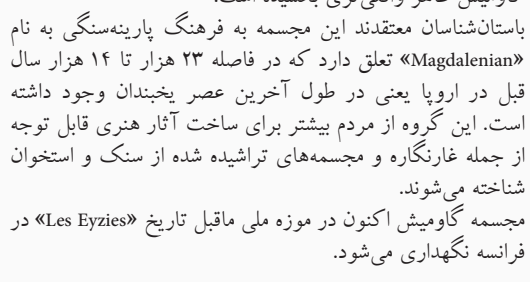 باستان‌شناسان معتقدند این مجسمه به فرهنگ پارینه‌سنگی به نام
«Magdalenian» تعلق دارد که در فاصله ۲۳ هزار تا ۱۴ هزار سال
قبل در اروپا یعنی در طول آخرین عصر یخبندان وجود داشته
است. این گروه از مردم بیشتر برای ساخت آثار هنری قابل توجه
از جمله غارنگاره و مجسمه‌های تراشیده شده از سنک و استخوان
شناخته می‌شوند.
مجسمه گاومیش اکنون در موزه ملی ماقبل تاریخ «Les Eyzies» در
فرانسه نگهداری می‌شود.